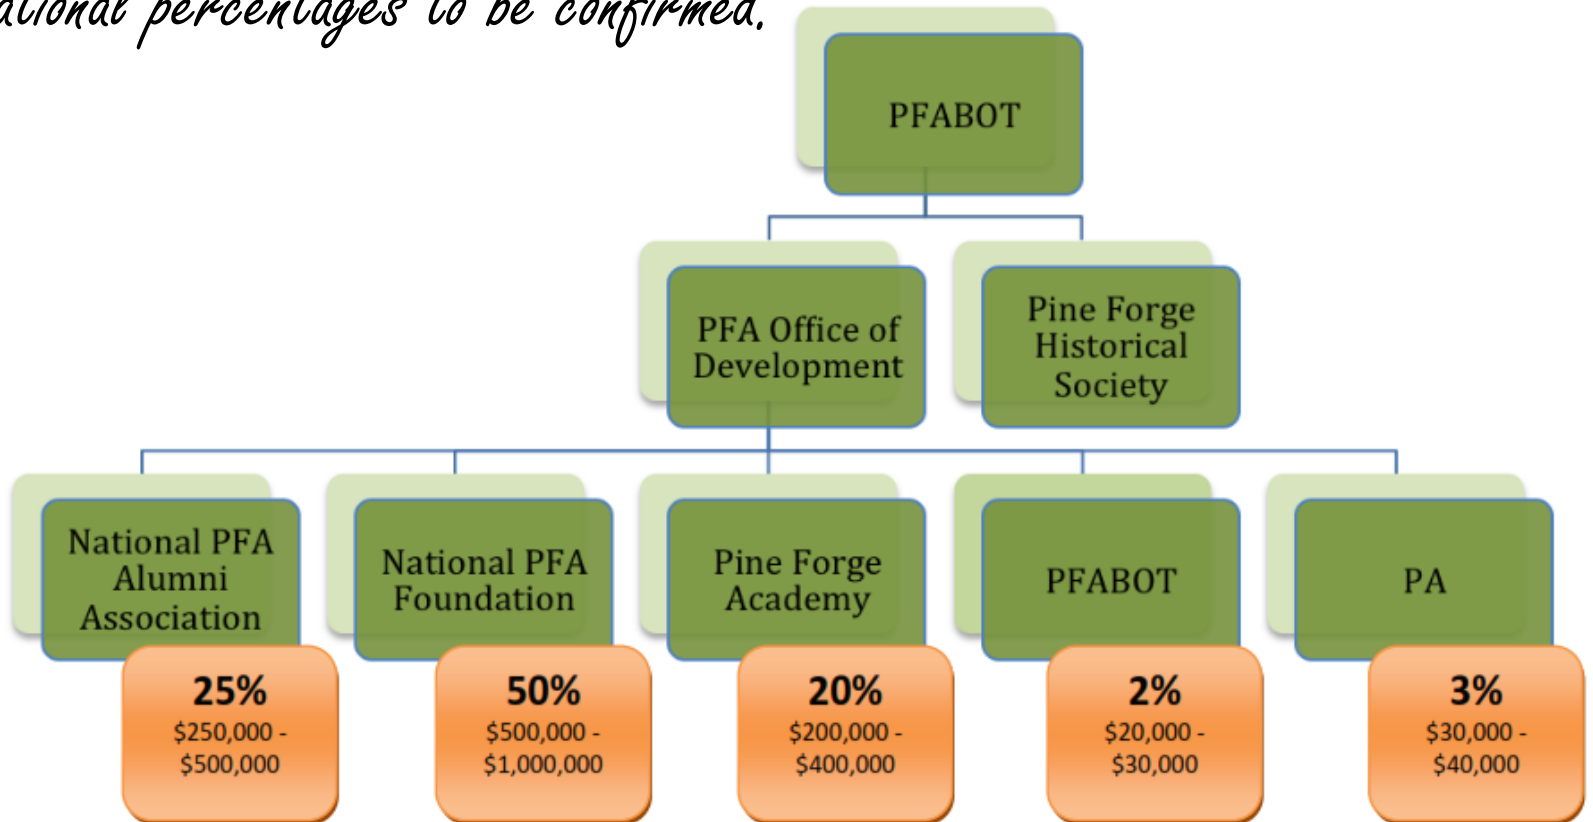 percentages to be confirmed.
PFABOT
PFA Office of
Development
Pine Forge
Historical
Society
National PFA
Alumni
Association
National PFA
Foundation
Pine Forge
Academy
PFABOT
PA
25%
$250,000 -
$500,000
50%
$500,000 -
$1,000,000
20%
$200,000 -
$400,000
2%
$20,000 -
$30,000
3%
$30,000 -
$40,000